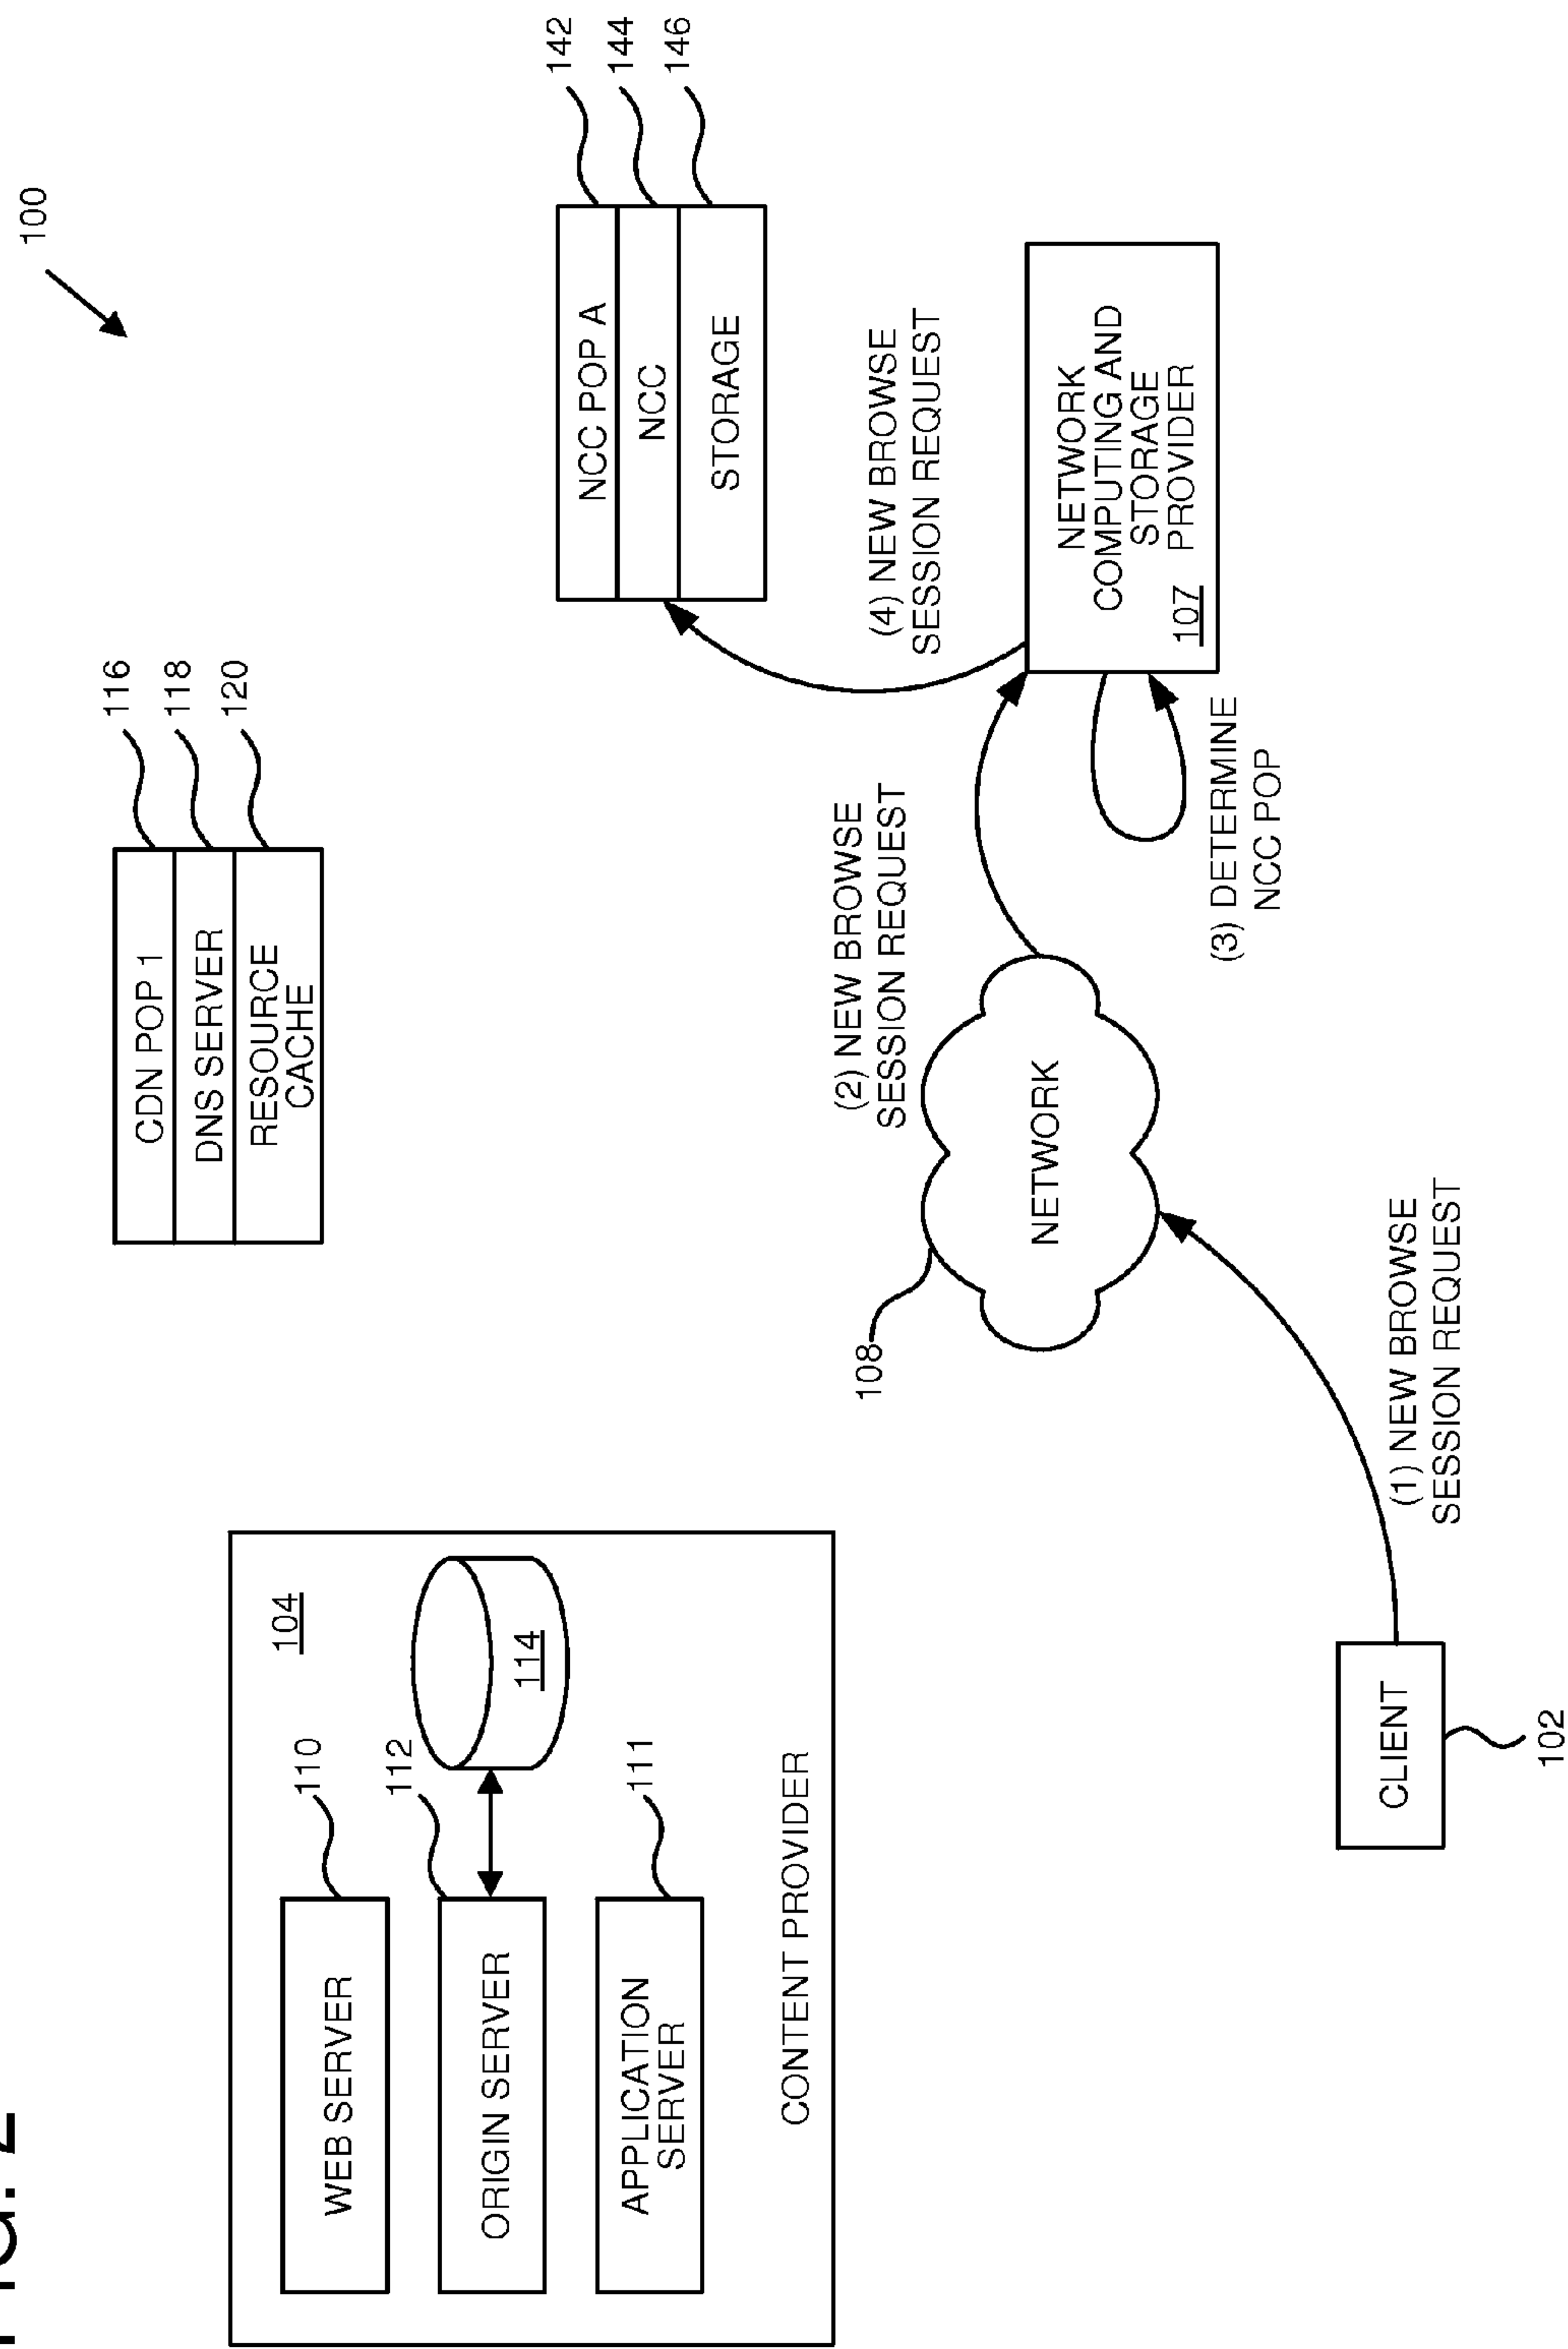 FIG. 2
100
104
WEB SERVER
110
ORIGIN SERVER
112
114
APPLICATION
SERVER
111
CONTENT PROVIDER
CDN POP 1
DNS SERVER
RESOURCE
CACHE
116
118
120
NCC POP A
NCC
STORAGE
142
144
146
(4) NEW BROWSE
SESSION REQUEST
(2) NEW BROWSE
SESSION REQUEST
108
NETWORK
NETWORK
COMPUTING AND
STORAGE
PROVIDER
107
(3) DETERMINE
NCC POP
(1) NEW BROWSE
SESSION REQUEST
CLIENT
102